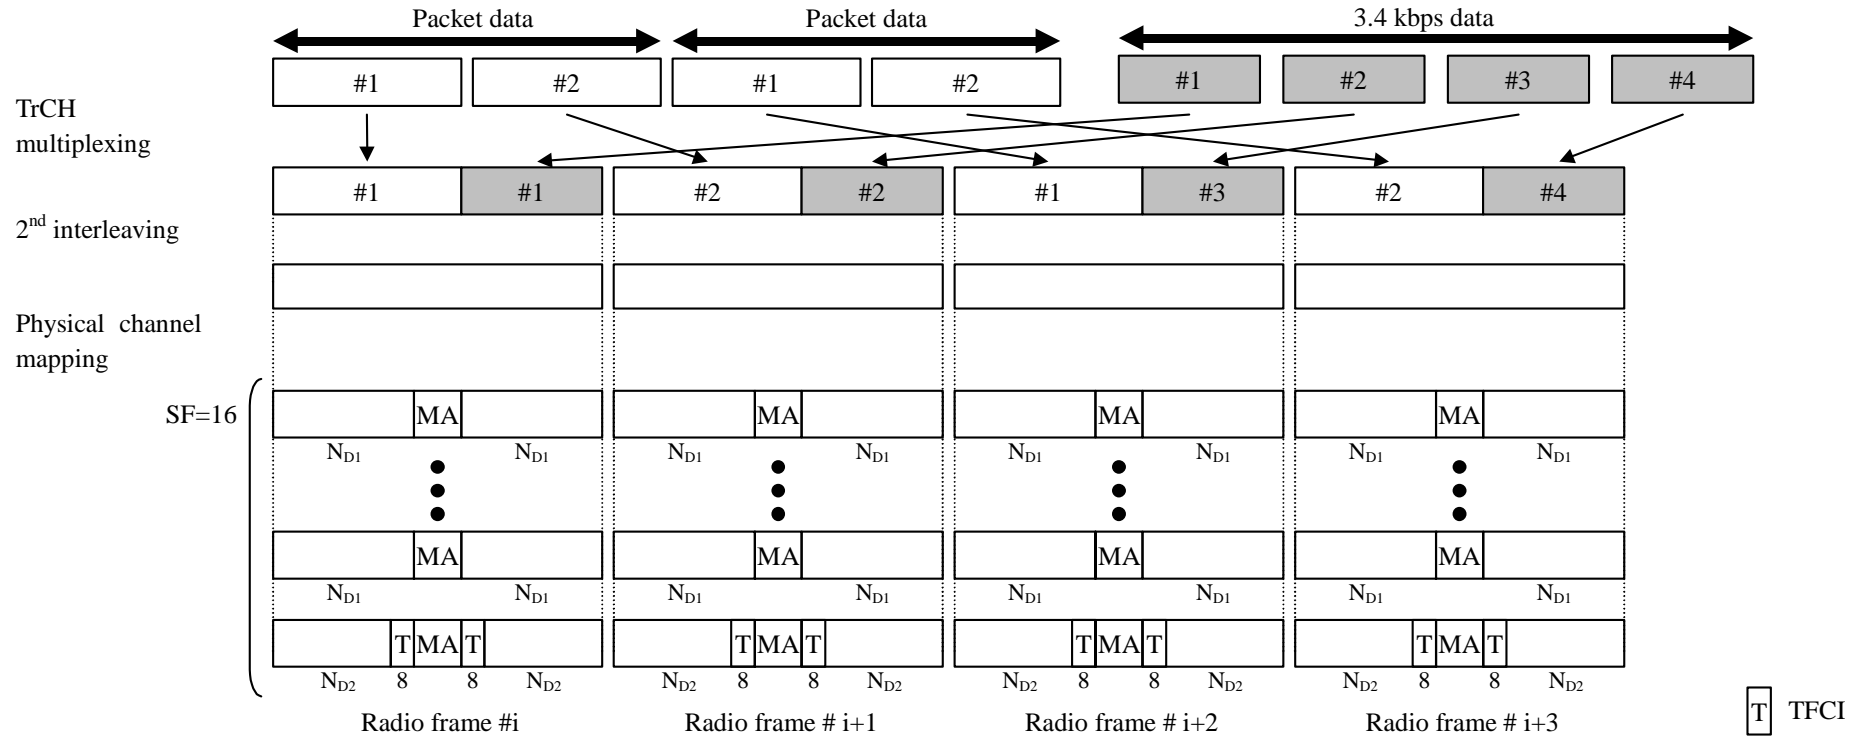 Packet data Packet data 3.4 kbps data
#1 #2 #1 #2 #1 #2 #3 #4
TrCH
multiplexing
#1 #1 #2 #2 #1 #3 #2 #4
2nd interleaving
Physical channel
mapping
SF=16
MA MA MA MA
ND1 ND1 ND1 ND1 ND1 ND1 ND1 ND1
MA MA MA MA
ND1 ND1 ND1 ND1 ND1 ND1 ND1 ND1
T MA T T MA T T MA T T MA T
ND2 8 8 ND2 ND2 8 8 ND2 ND2 8 8 ND2 ND2 8 8 ND2
Radio frame #i Radio frame # i+1 Radio frame # i+2 Radio frame # i+3
T TFCI